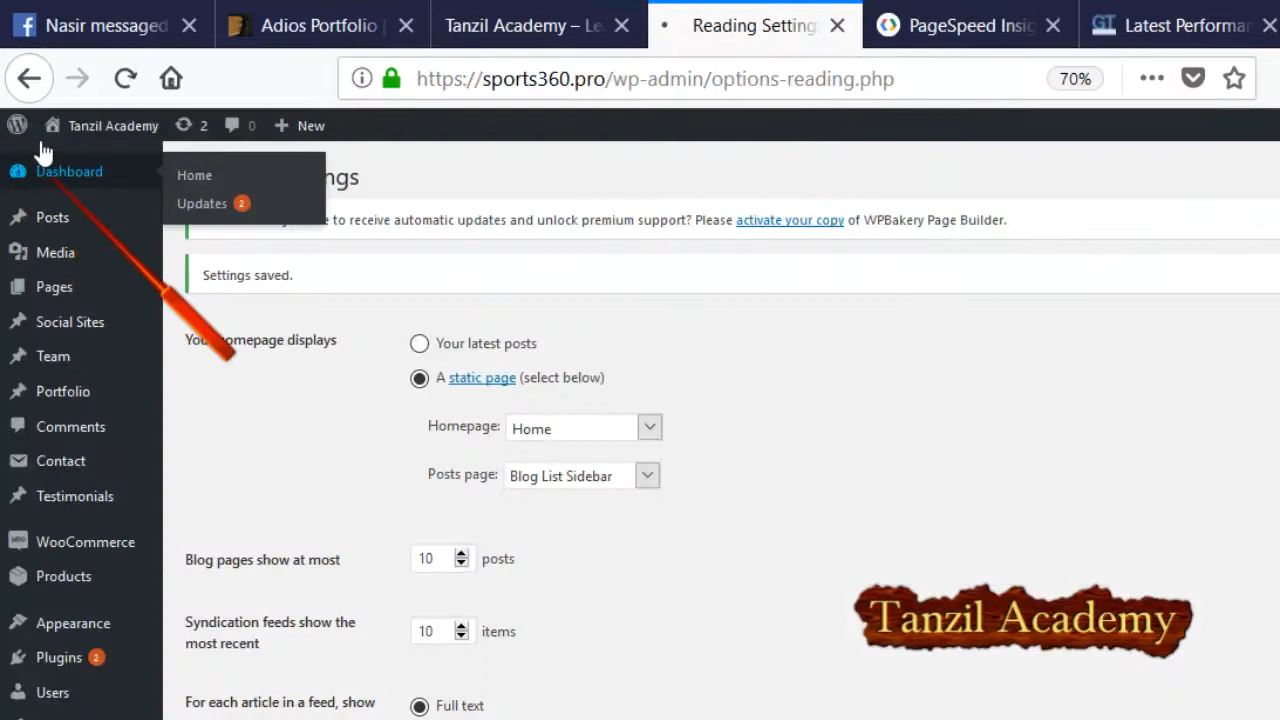 Nasir messaged
Adios Portfolio |
Tanzil Academy – Le
Reading Setting
PageSpeed Insig
GT Latest Performa
https://sports360.pro/wp-admin/options-reading.php
70%
Tanzil Academy 2 0 New
Dashboard
Home
Updates 2
Posts
Media
Pages
Social Sites
Team
Portfolio
Comments
Contact
Testimonials
WooCommerce
Products
Appearance
Plugins 2
Users
ngs
to receive automatic updates and unlock premium support? Please activate your copy of WPBakery Page Builder.
Settings saved.
homepage displays
Your latest posts
A static page (select below)
Homepage: Home
Posts page: Blog List Sidebar
Blog pages show at most 10 posts
Syndication feeds show the
most recent
10 items
For each article in a feed, show
Full text
Tanzil Academy